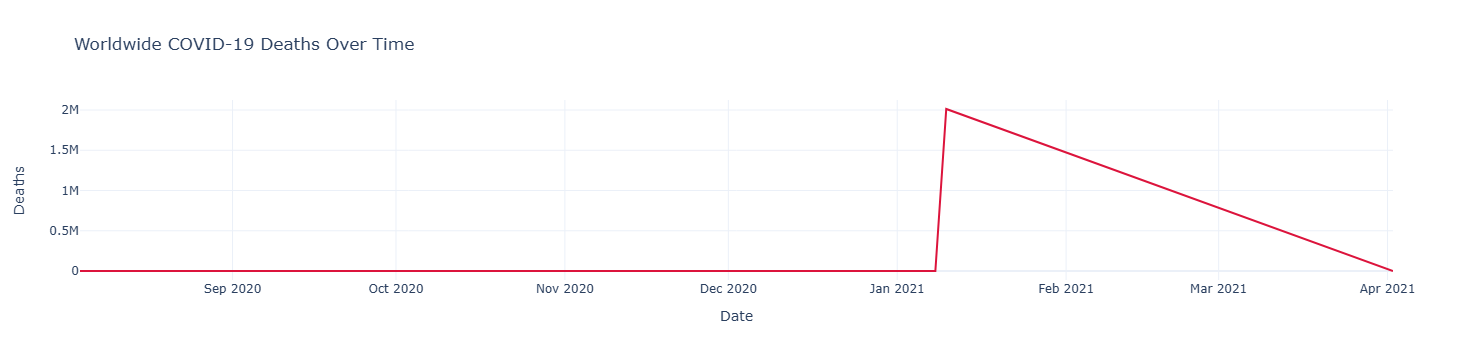 Worldwide COVID-19 Deaths Over Time
2M
1.5M
1M
0.5M
0
Deaths
Sep 2020 Oct 2020 Nov 2020 Dec 2020 Jan 2021 Feb 2021 Mar 2021 Apr 2021
Date